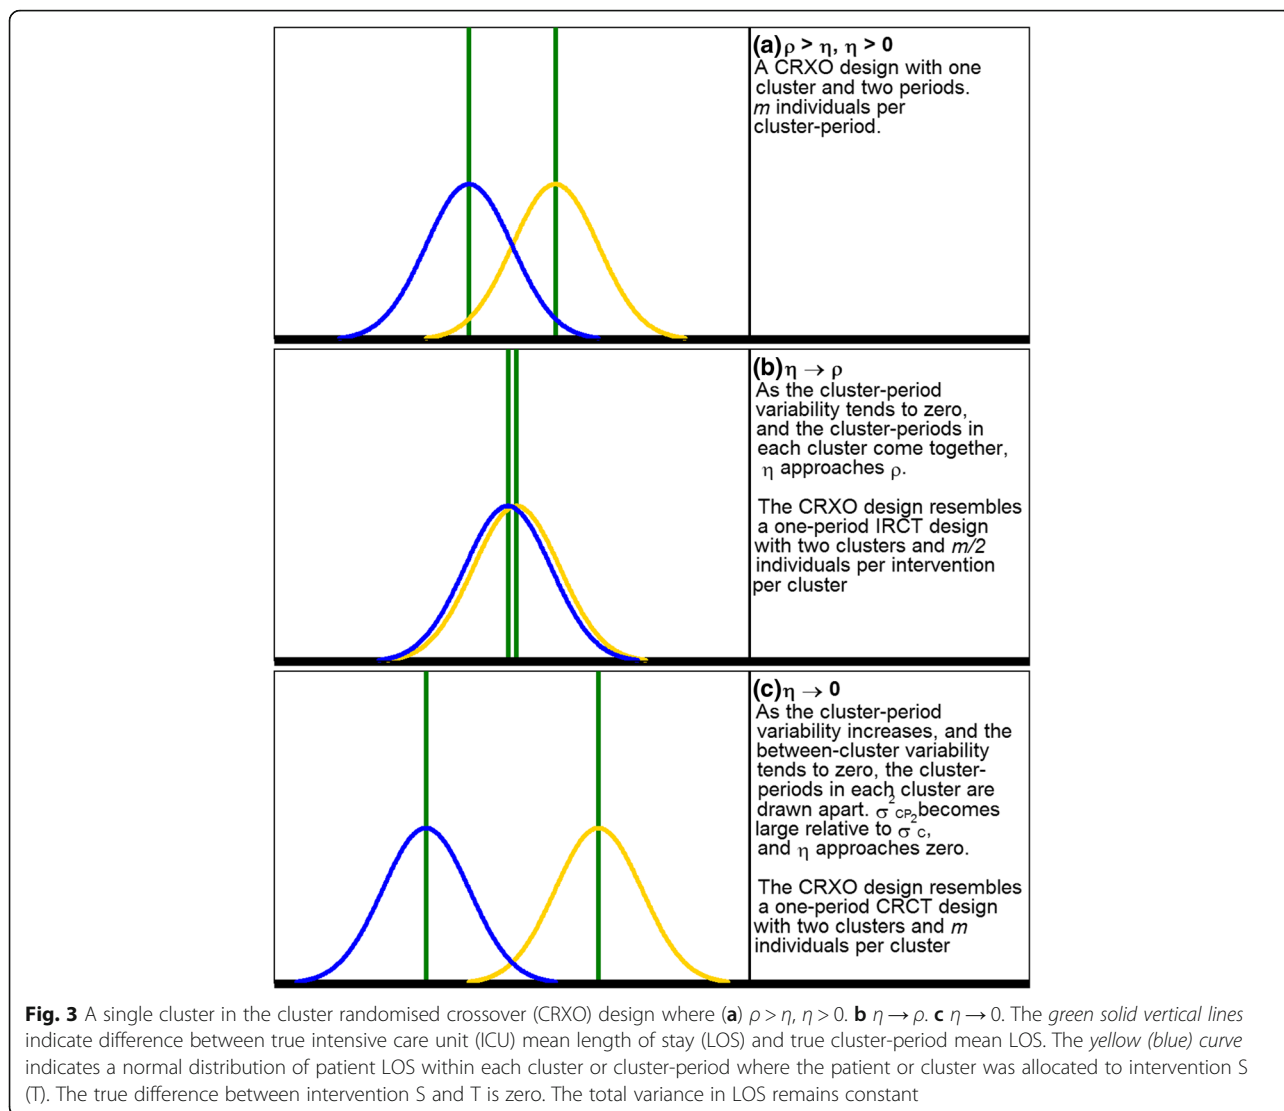 (a) ρ > η, η > 0
A CRXO design with one
cluster and two periods.
m individuals per
cluster-period.
(b) η → ρ
As the cluster-period
variability tends to zero,
and the cluster-periods in
each cluster come together,
η approaches ρ.
The CRXO design resembles
a one-period IRCT design
with two clusters and m/2
individuals per intervention
per cluster
(c) η → 0
As the cluster-period
variability increases, and the
between-cluster variability
tends to zero, the cluster-
periods in each cluster are
drawn apart. σ²CP becomes
large relative to σ²C,
and η approaches zero.
The CRXO design resembles
a one-period CRCT design
with two clusters and m
individuals per cluster
Fig. 3 A single cluster in the cluster randomised crossover (CRXO) design where (a) ρ > η, η > 0. b η → ρ. c η → 0. The green solid vertical lines
indicate difference between true intensive care unit (ICU) mean length of stay (LOS) and true cluster-period mean LOS. The yellow (blue) curve
indicates a normal distribution of patient LOS within each cluster or cluster-period where the patient or cluster was allocated to intervention S
(T). The true difference between intervention S and T is zero. The total variance in LOS remains constant